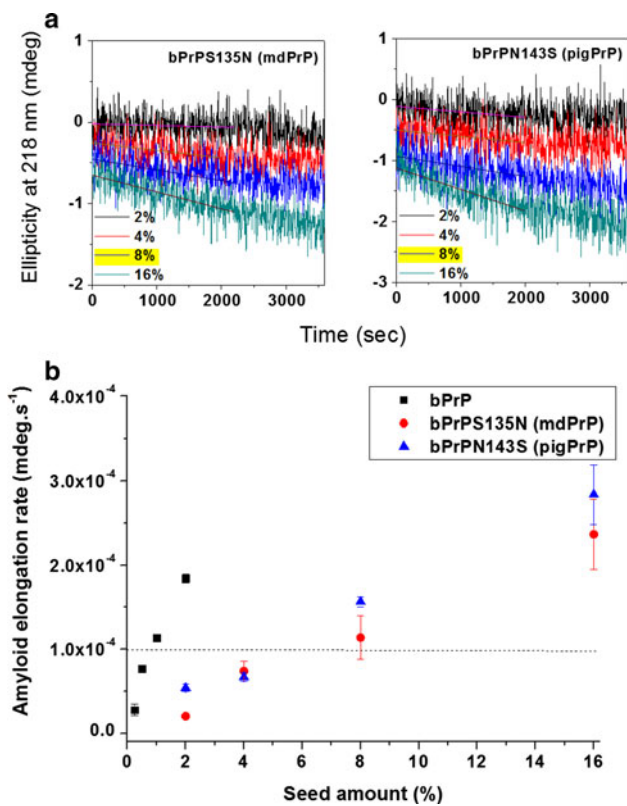 a
bPrPS135N (mdPrP)
bPrPN143S (pigPrP)
Ellipticity at 218 nm (mdeg)
0
-1
-2
2%
4%
8%
16%
0 1000 2000 3000
0
-1
-2
-3
2%
4%
8%
16%
0 1000 2000 3000
Time (sec)
b
bPrP
bPrPS135N (mdPrP)
bPrPN143S (pigPrP)
Amyloid elongation rate (mdeg.s⁻¹)
4.0x10⁻⁴
3.0x10⁻⁴
2.0x10⁻⁴
1.0x10⁻⁴
0.0
0 2 4 6 8 10 12 14 16
Seed amount (%)